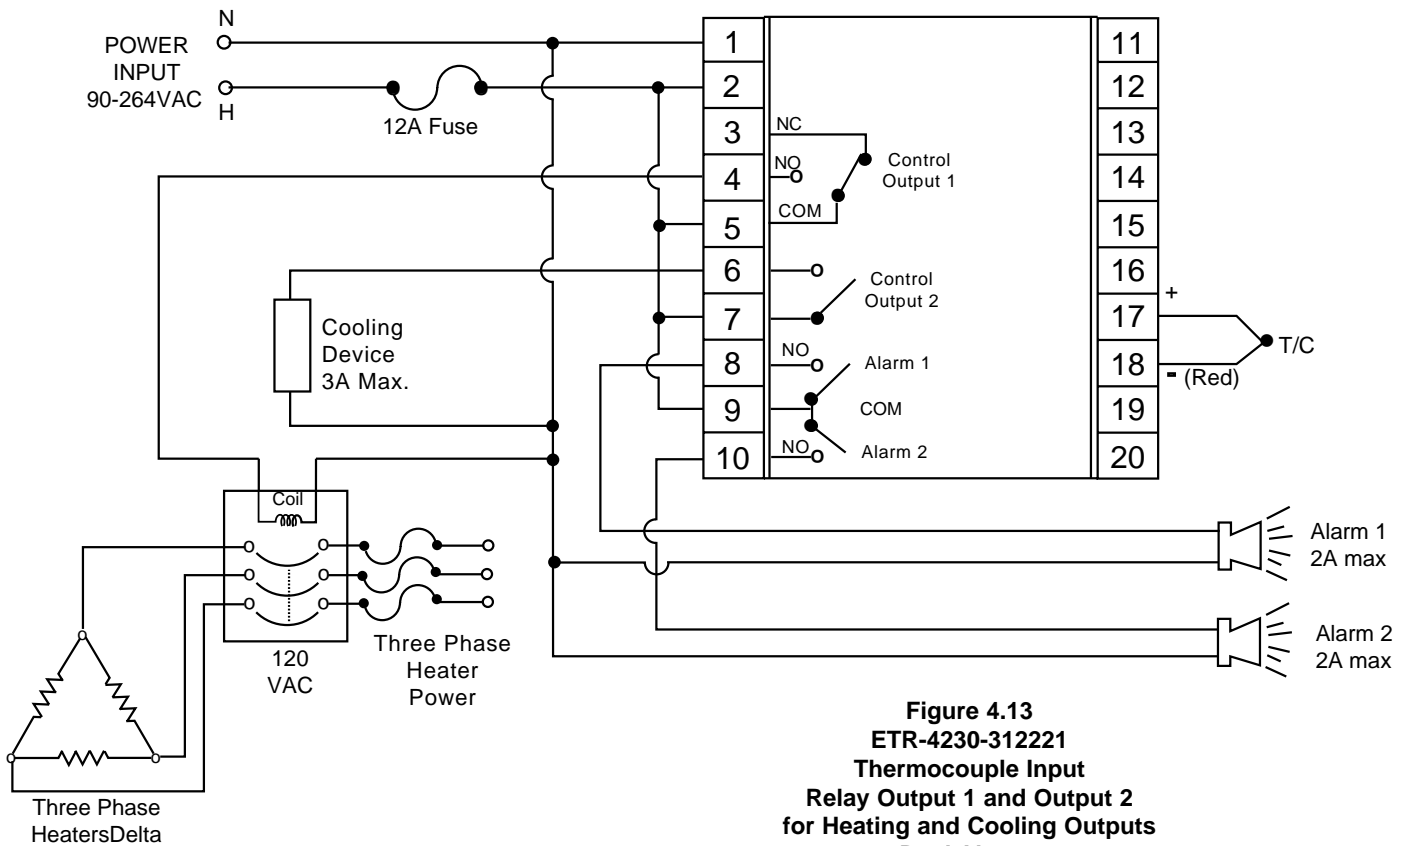 N
POWER
INPUT
90-264VAC
H
12A Fuse
1
2
3
4
5
6
7
8
9
10
NC
NO
COM
Control
Output 1
Control
Output 2
NO
Alarm 1
COM
NO
Alarm 2
11
12
13
14
15
16
17
18
19
20
+
T/C
- (Red)
Cooling
Device
3A Max.
Coil
120
VAC
Three Phase
Heater
Power
Three Phase
HeatersDelta
Alarm 1
2A max
Alarm 2
2A max
Figure 4.13
ETR-4230-312221
Thermocouple Input
Relay Output 1 and Output 2
for Heating and Cooling Outputs